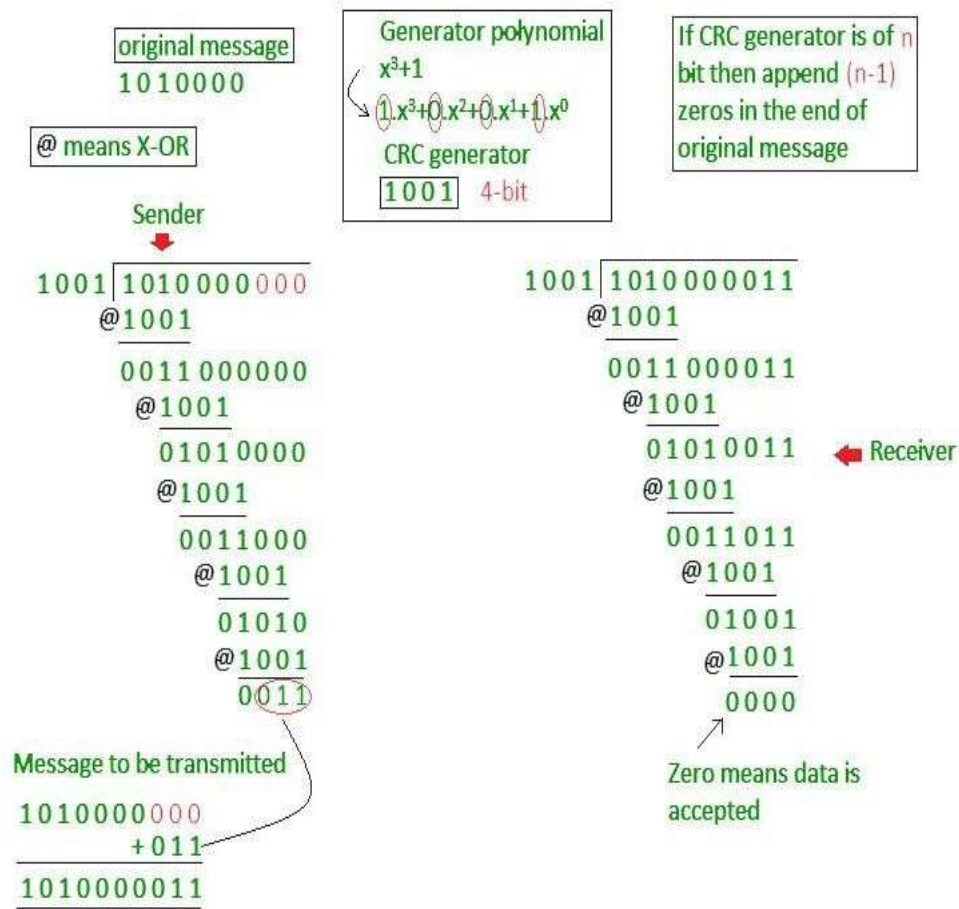 original message
1010000
@ means X-OR
Generator polynomial
x³+1
1.x³+0.x²+0.x¹+1.x⁰
CRC generator
1001 4-bit
If CRC generator is of n
bit then append (n-1)
zeros in the end of
original message
Sender
1001 1010000000
@1001
0011000000
@1001
01010000
@1001
0011000
@1001
01010
@1001
0011
Message to be transmitted
1010000000
+011
1010000011
1001 1010000011
@1001
0011000011
@1001
01010011
Receiver
@1001
0011011
@1001
01001
@1001
0000
Zero means data is
accepted